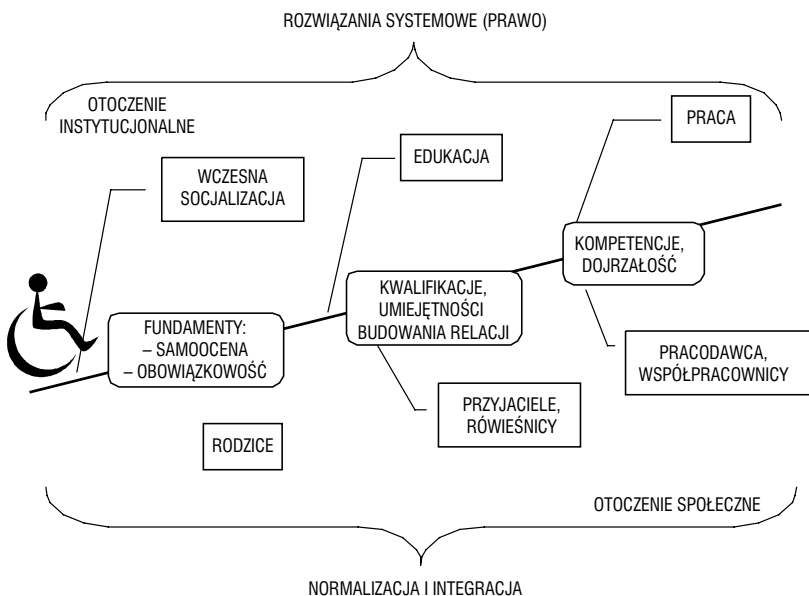 ROZWIĄZANIA SYSTEMOWE (PRAWO)
OTOCZENIE
INSTYTUCJONALNE
PRACA
EDUKACJA
WCZESNA
SOCJALIZACJA
KOMPETENCJE,
DOJRZAŁOŚĆ
KWALIFIKACJE,
UMIEJĘTNOŚCI
BUDOWANIA RELACJI
FUNDAMENTY:
– SAMOOCENA
– OBOWIĄZKOWOŚĆ
PRACODAWCA,
WSPÓŁPRACOWNICY
PRZYJACIELE,
RÓWIEŚNICY
RODZICE
OTOCZENIE SPOŁECZNE
NORMALIZACJA I INTEGRACJA